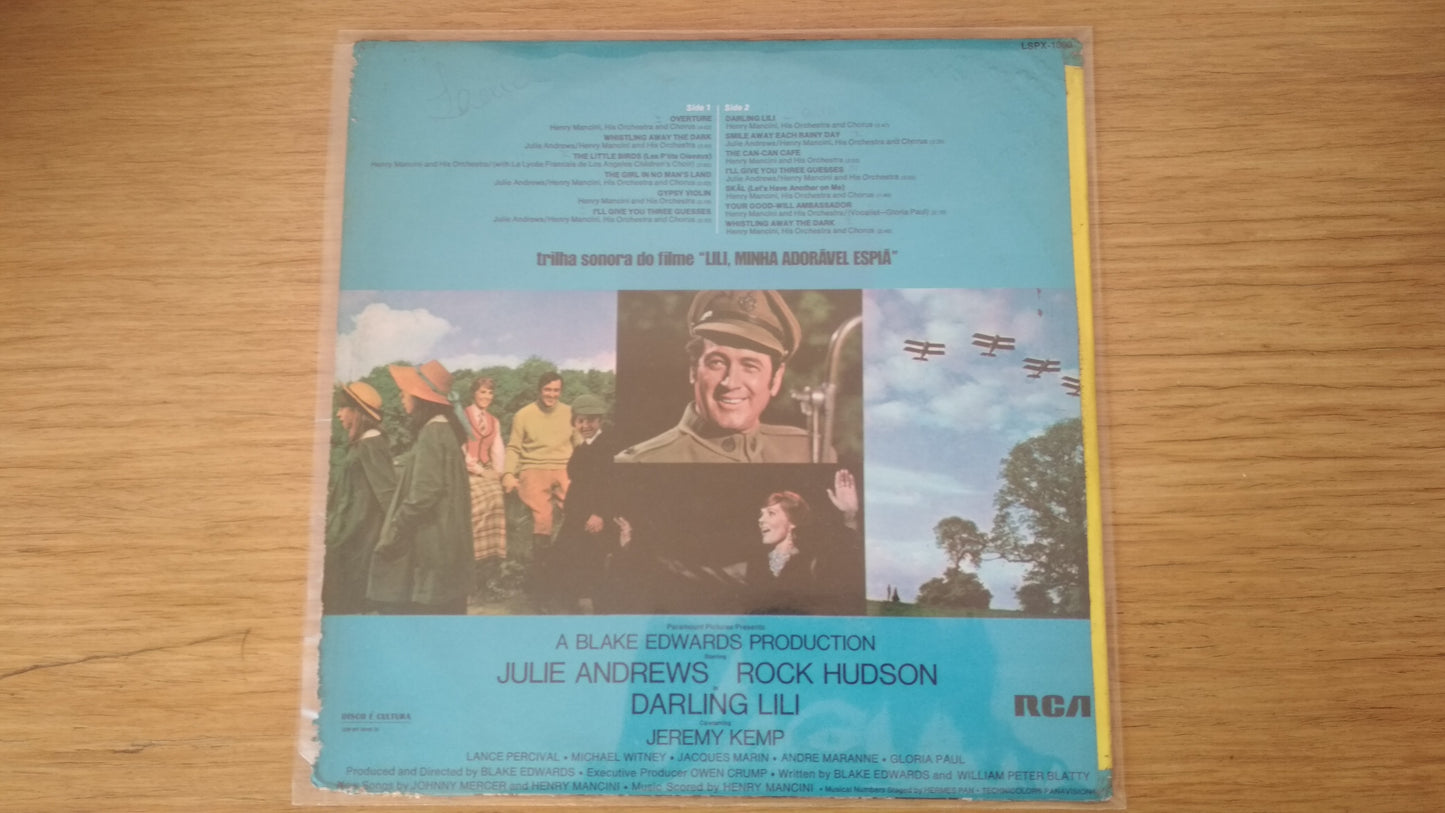 LSPX-1090
Side 1
OVERTURE
Henry Mancini, His Orchestra and Chorus
WHISTLING AWAY THE DARK
Julie Andrews/Henry Mancini and His Orchestra
THE LITTLE BIRDS (Les P'tits Oiseaux)
Henry Mancini and His Orchestra/(with Le Lycée Francais de Los Angeles Children's Choir)
THE GIRL IN NO MAN'S LAND
Julie Andrews/Henry Mancini, His Orchestra and Chorus
GYPSY VIOLIN
Henry Mancini and His Orchestra
I'LL GIVE YOU THREE GUESSES
Julie Andrews/Henry Mancini, His Orchestra and Chorus
Side 2
DARLING LILI
Henry Mancini, His Orchestra and Chorus
SMILE AWAY EACH RAINY DAY
Julie Andrews/Henry Mancini, His Orchestra and Chorus
THE CAN-CAN CAFE
Henry Mancini and His Orchestra
I'LL GIVE YOU THREE GUESSES
Julie Andrews/Henry Mancini and His Orchestra
SKÅL (Let's Have Another on Me)
Henry Mancini, His Orchestra and Chorus
YOUR GOOD-WILL AMBASSADOR
Henry Mancini and His Orchestra/(Vocalist—Gloria Paul)
WHISTLING AWAY THE DARK
Henry Mancini, His Orchestra and Chorus
trilha sonora do filme "LILI, MINHA ADORÁVEL ESPIÃ"
Paramount Pictures Presents
A BLAKE EDWARDS PRODUCTION
Starring
JULIE ANDREWS ROCK HUDSON
in
DARLING LILI
RCA
DISCO É CULTURA
Co-starring
JEREMY KEMP
LANCE PERCIVAL • MICHAEL WITNEY • JACQUES MARIN • ANDRE MARANNE • GLORIA PAUL
Produced and Directed by BLAKE EDWARDS • Executive Producer OWEN CRUMP • Written by BLAKE EDWARDS and WILLIAM PETER BLATTY
New Songs by JOHNNY MERCER and HENRY MANCINI • Music Scored by HENRY MANCINI • Musical Numbers Staged by HERMES PAN • TECHNICOLOR® PANAVISION®